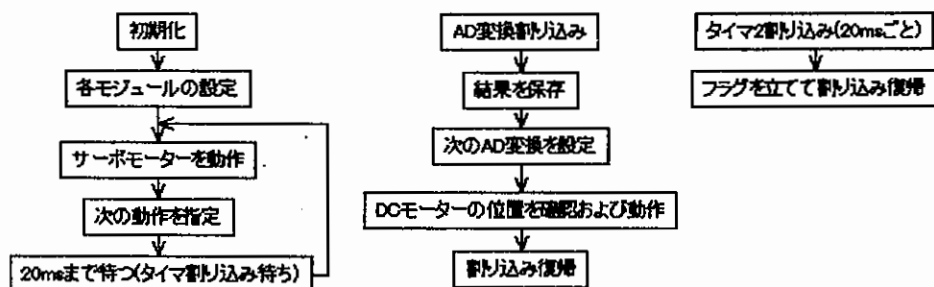 初期化
各モジュールの設定
サーボモーターを動作
次の動作を指定
20msまで待つ(タイマ割り込み待ち)
AD変換割り込み
結果を保存
次のAD変換を設定
DCモーターの位置を確認および動作
割り込み復帰
タイマ2割り込み(20msごと)
フラグを立てて割り込み復帰